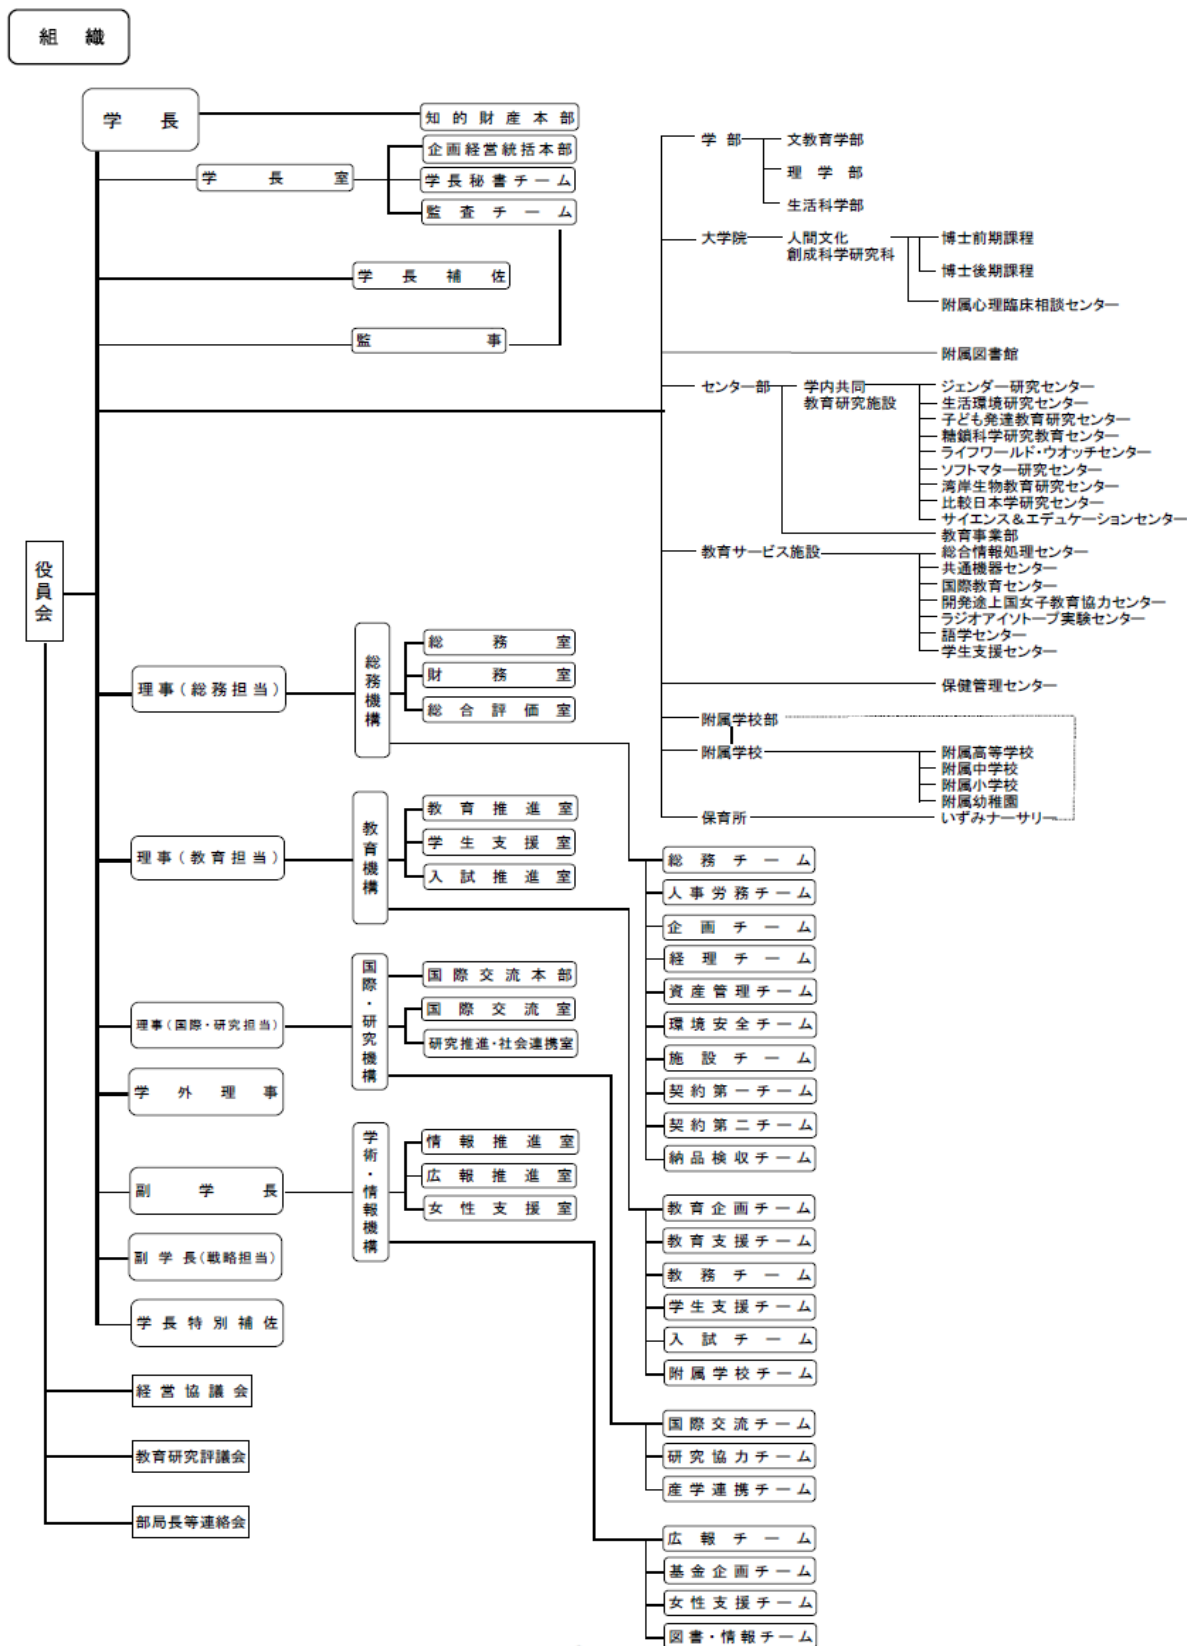 組織
学長
知的財産本部
学長室
企画経営統括本部
学長秘書チーム
監査チーム
学長補佐
監事
学部
文教育学部
理学部
生活科学部
大学院
人間文化
創成科学研究科
博士前期課程
博士後期課程
附属心理臨床相談センター
附属図書館
センター部
学内共同
教育研究施設
ジェンダー研究センター
生活環境研究センター
子ども発達教育研究センター
糖鎖科学研究教育センター
ライフワールド・ウオッチセンター
ソフトマター研究センター
湾岸生物教育研究センター
比較日本学研究センター
サイエンス＆エデュケーションセンター
教育事業部
教育サービス施設
総合情報処理センター
共通機器センター
国際教育センター
開発途上国女子教育協力センター
ラジオアイソトープ実験センター
語学センター
学生支援センター
保健管理センター
附属学校部
附属学校
附属高等学校
附属中学校
附属小学校
附属幼稚園
保育所
いずみナーサリー
役員会
理事（総務担当）
総務機構
総務室
財務室
総合評価室
理事（教育担当）
教育機構
教育推進室
学生支援室
入試推進室
理事（国際・研究担当）
国際・研究機構
国際交流本部
国際交流室
研究推進・社会連携室
学外理事
副学長
学術・情報機構
情報推進室
広報推進室
女性支援室
副学長（戦略担当）
学長特別補佐
経営協議会
教育研究評議会
部局長等連絡会
総務チーム
人事労務チーム
企画チーム
経理チーム
資産管理チーム
環境安全チーム
施設チーム
契約第一チーム
契約第二チーム
納品検収チーム
教育企画チーム
教育支援チーム
教務チーム
学生支援チーム
入試チーム
附属学校チーム
国際交流チーム
研究協力チーム
産学連携チーム
広報チーム
基金企画チーム
女性支援チーム
図書・情報チーム